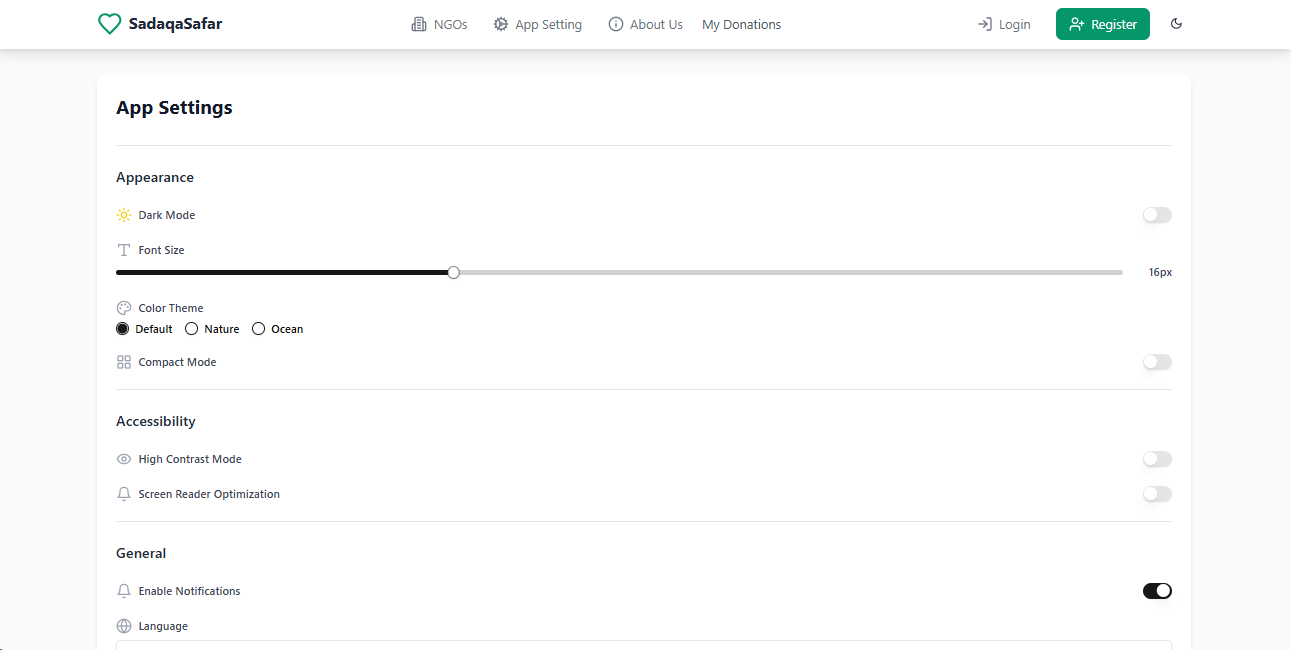 SadaqaSafar NGOs App Setting About Us My Donations Login Register
App Settings
Appearance
Dark Mode
Font Size
16px
Color Theme
Default Nature Ocean
Compact Mode
Accessibility
High Contrast Mode
Screen Reader Optimization
General
Enable Notifications
Language